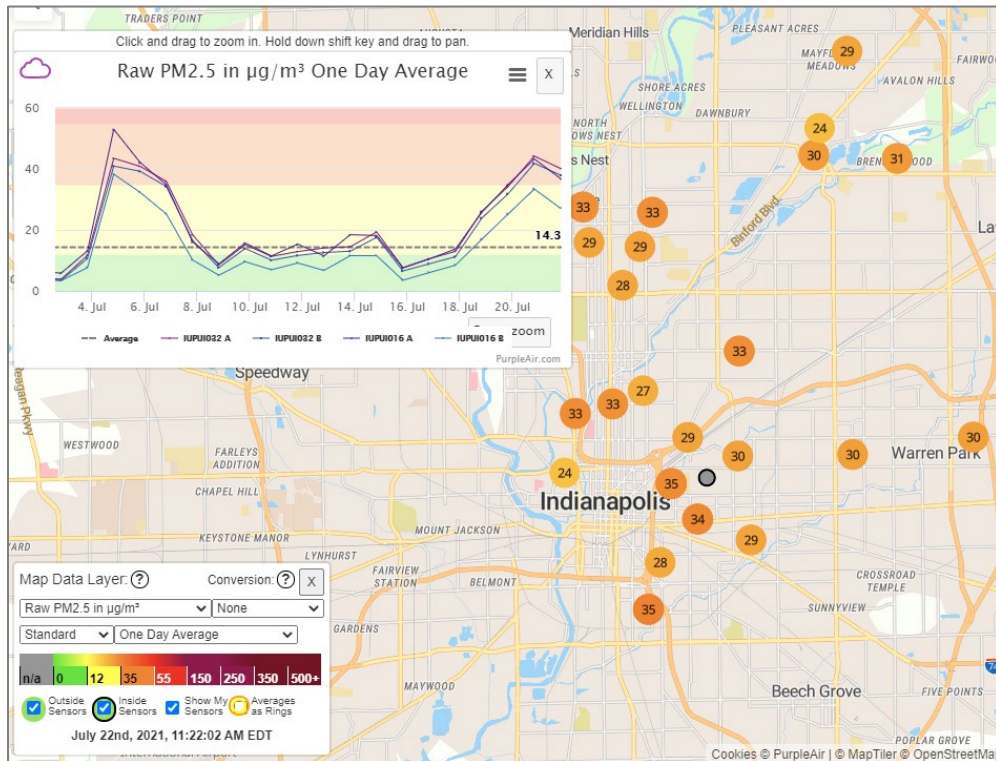 TRADERS POINT
Meridian Hills
PLEASANT ACRES
Click and drag to zoom in. Hold down shift key and drag to pan.
Raw PM2.5 in µg/m³ One Day Average
X
60
40
20
0
14.3
4. Jul
6. Jul
8. Jul
10. Jul
12. Jul
14. Jul
16. Jul
18. Jul
20. Jul
zoom
Average
IUPUI032 A
IUPUI032 B
IUPUI016 A
IUPUI016 B
PurpleAir.com
29
MEADOWS
AVALON HILLS
SHORE ACRES
WELLINGTON
DAWNBURY
NORTH
Nest
24
30
31
33
33
Binford Blvd.
29
29
28
33
27
33
33
29
30
30
30
Warren Park
24
35
Indianapolis
34
29
28
35
Speedway
Reagan Pkwy
WESTWOOD
FARLEYS
ADDITION
CHAPEL HILL
MOUNT JACKSON
KEYSTONE MANOR
LYNHURST
FAIRVIEW
STATION
BELMONT
CROSSROAD
TEMPLE
SUNNYVIEW
GARDENS
MAYWOOD
Beech Grove
FIVE POINTS
POPLAR GROVE
Map Data Layer: ?
Conversion: ?
X
Raw PM2.5 in µg/m³
None
Standard
One Day Average
n/a 0 12 35 55 150 250 350 500+
Outside
Sensors
Inside
Sensors
Show My
Sensors
Averages
as Rings
July 22nd, 2021, 11:22:02 AM EDT
International Airport
Cookies © PurpleAir | © MapTiler © OpenStreetMa